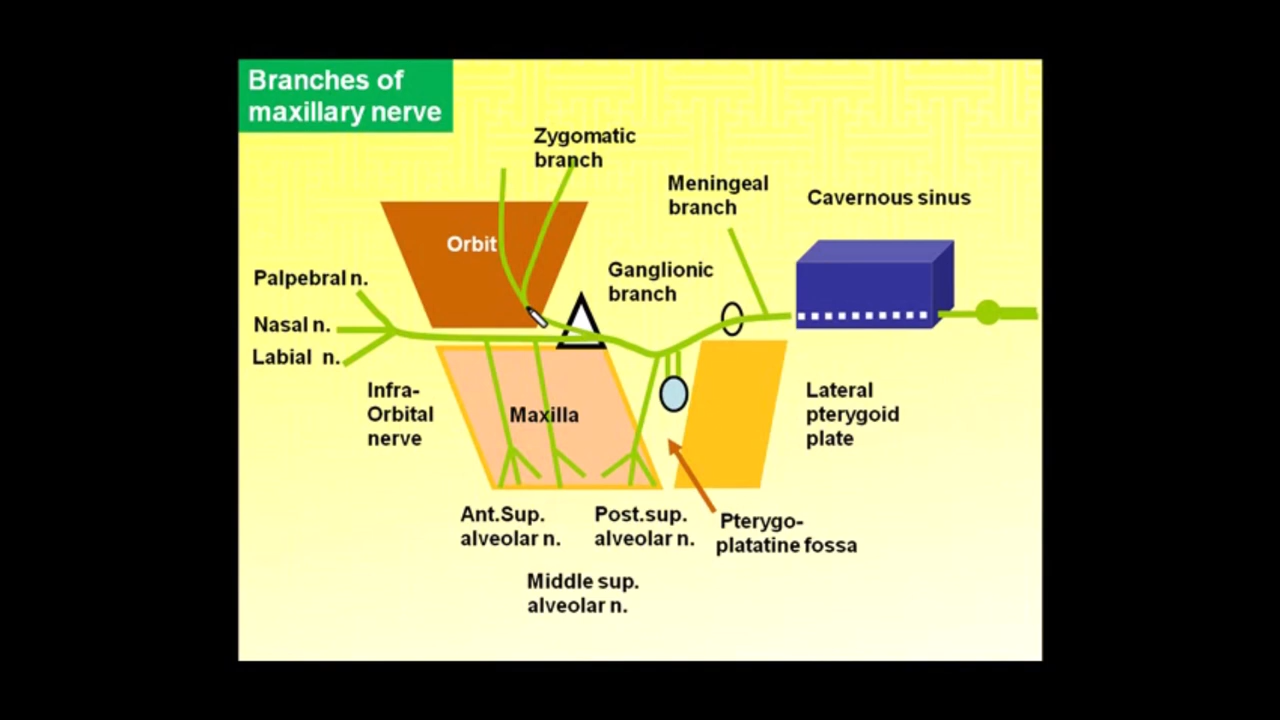 Branches of
maxillary nerve
Zygomatic
branch
Meningeal
branch
Cavernous sinus
Orbit
Ganglionic
branch
Palpebral n.
Nasal n.
Labial n.
Infra-
Orbital
nerve
Maxilla
Lateral
pterygoid
plate
Ant.Sup.
alveolar n.
Post.sup.
alveolar n.
Pterygo-
platatine fossa
Middle sup.
alveolar n.